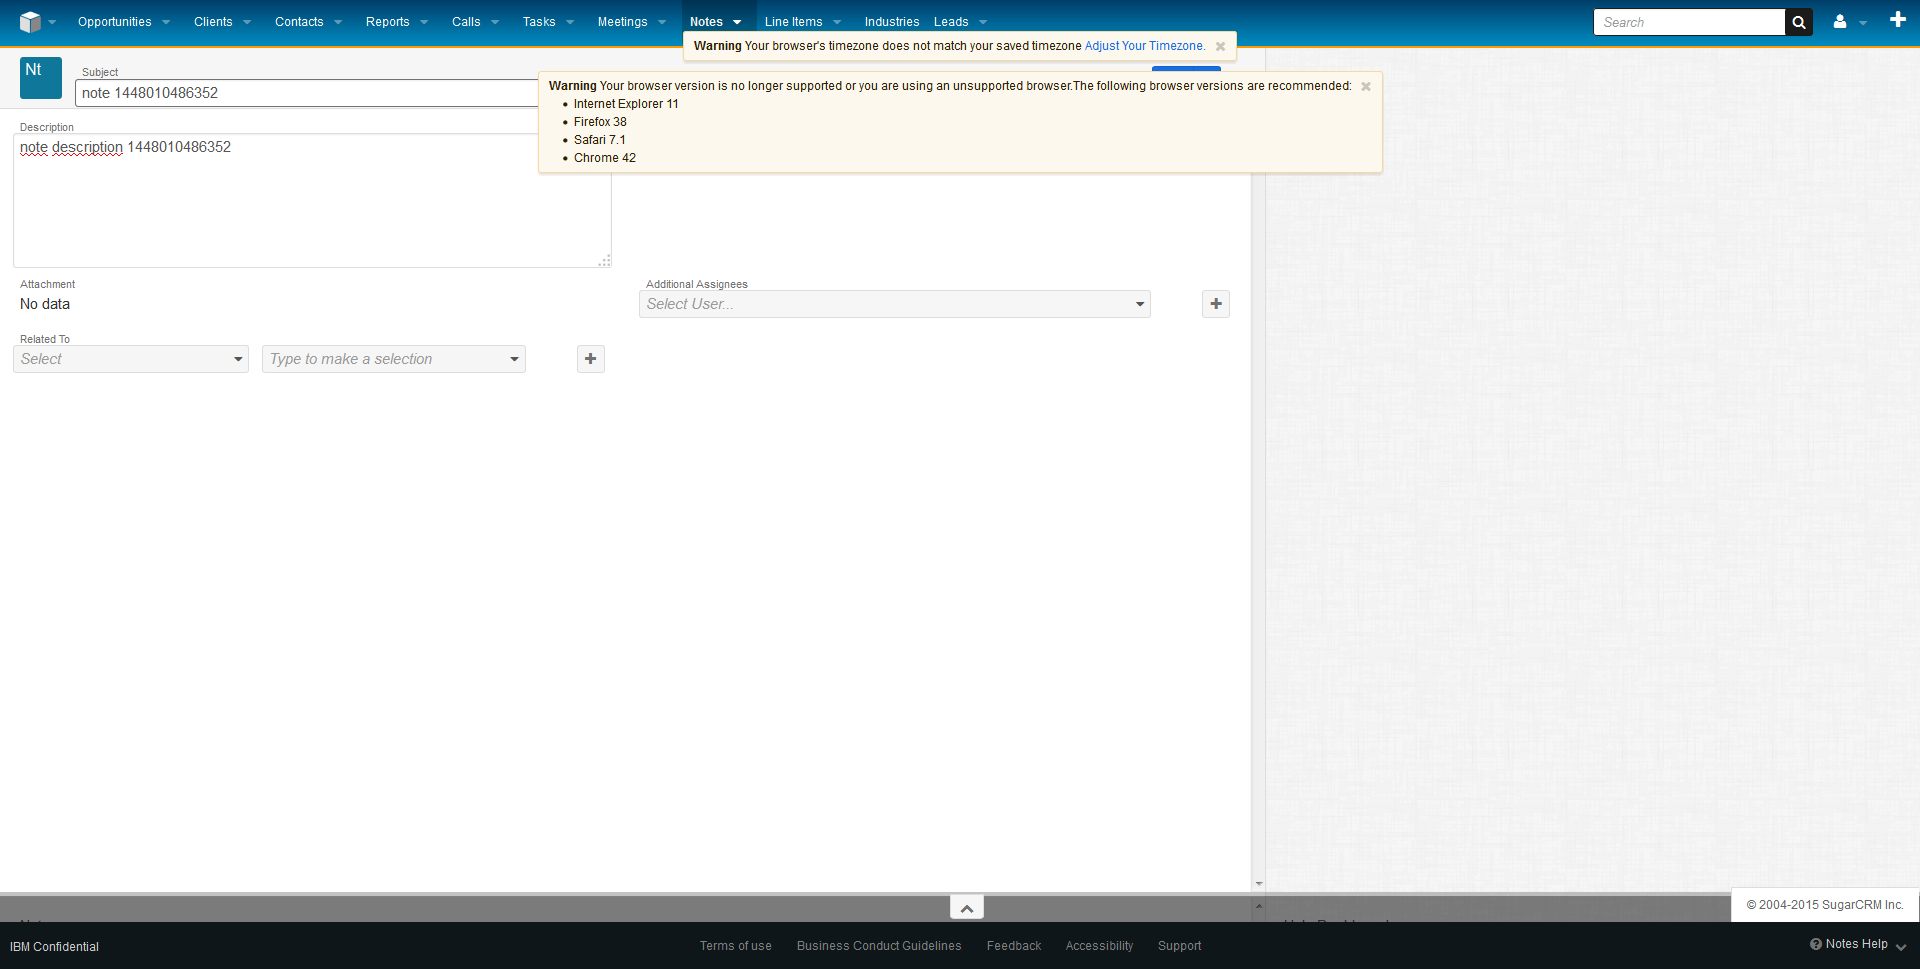 Opportunities Clients Contacts Reports Calls Tasks Meetings Notes Line Items Industries Leads Search
Warning Your browser's timezone does not match your saved timezone Adjust Your Timezone.
Nt
Subject
note 1448010486352
Warning Your browser version is no longer supported or you are using an unsupported browser.The following browser versions are recommended:
Internet Explorer 11
Firefox 38
Safari 7.1
Chrome 42
Description
note description 1448010486352
Attachment
No data
Additional Assignees
Select User...
Related To
Select
Type to make a selection
© 2004-2015 SugarCRM Inc.
IBM Confidential
Terms of use Business Conduct Guidelines Feedback Accessibility Support
Notes Help